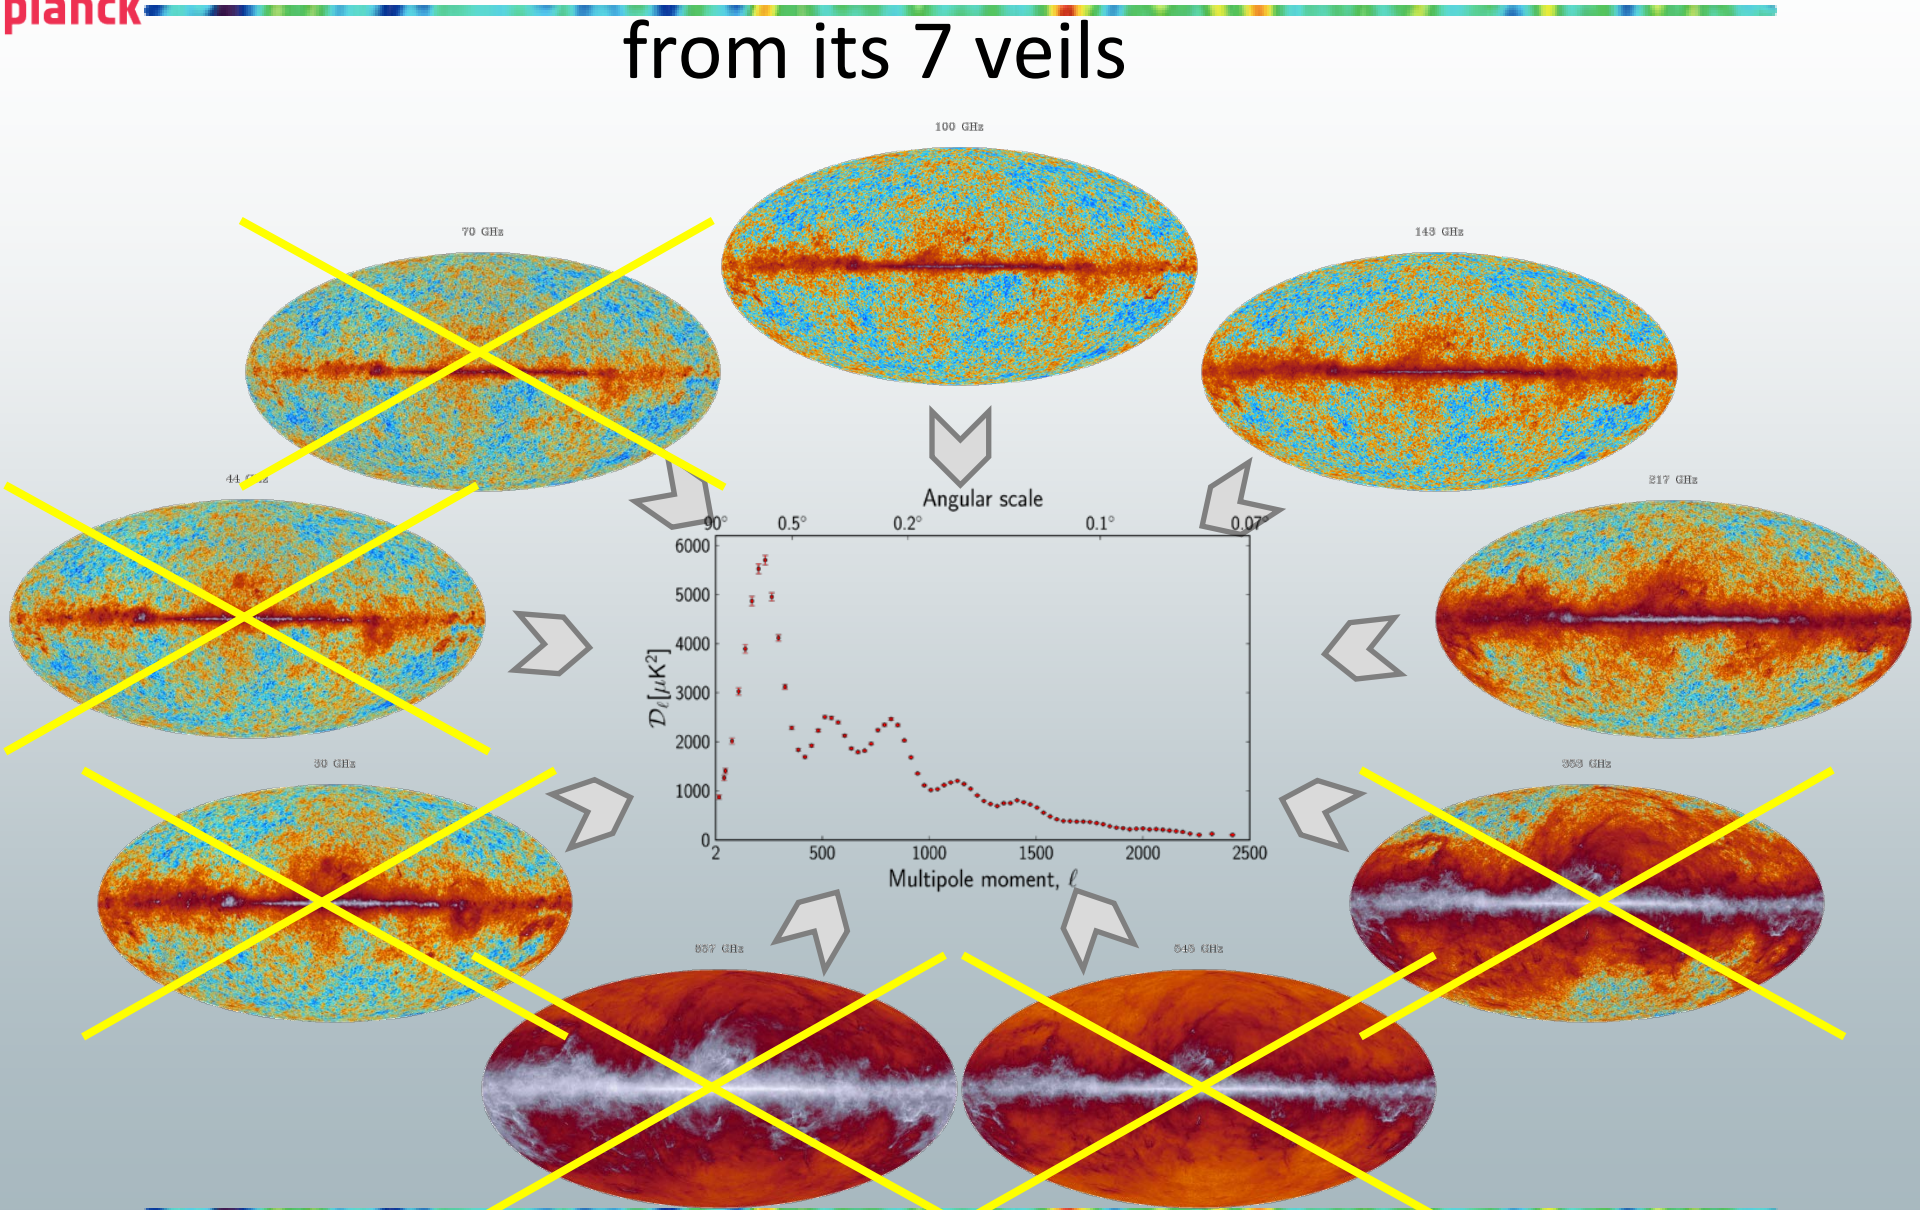 planck
from its 7 veils
100 GHz
70 GHz
143 GHz
44 GHz
217 GHz
Angular scale
90° 0.5° 0.2° 0.1° 0.07°
6000
5000
4000
3000
2000
1000
0
𝒟ℓ[μK²]
2 500 1000 1500 2000 2500
Multipole moment, ℓ
30 GHz
353 GHz
857 GHz
545 GHz